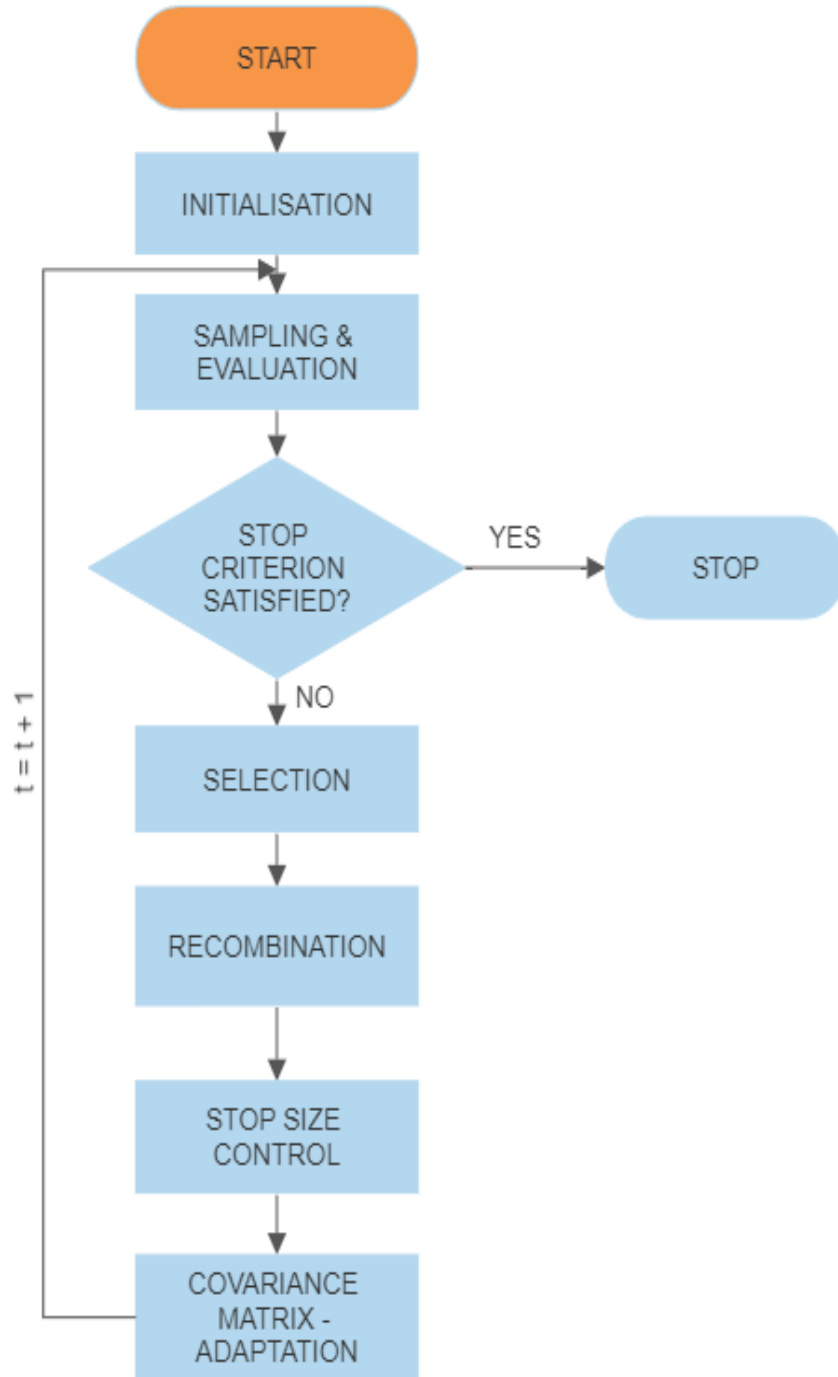 START
INITIALISATION
SAMPLING &
EVALUATION
STOP
CRITERION
SATISFIED?
YES
STOP
NO
SELECTION
t = t + 1
RECOMBINATION
STOP SIZE
CONTROL
COVARIANCE
MATRIX -
ADAPTATION